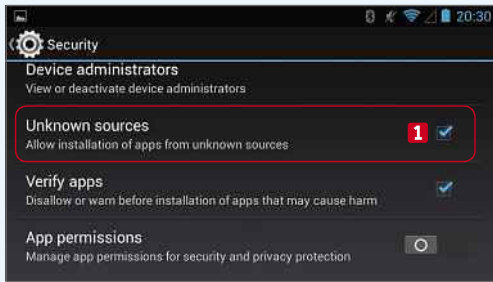 20:30
Security
Device administrators
View or deactivate device administrators
Unknown sources
Allow installation of apps from unknown sources
1
Verify apps
Disallow or warn before installation of apps that may cause harm
App permissions
Manage app permissions for security and privacy protection